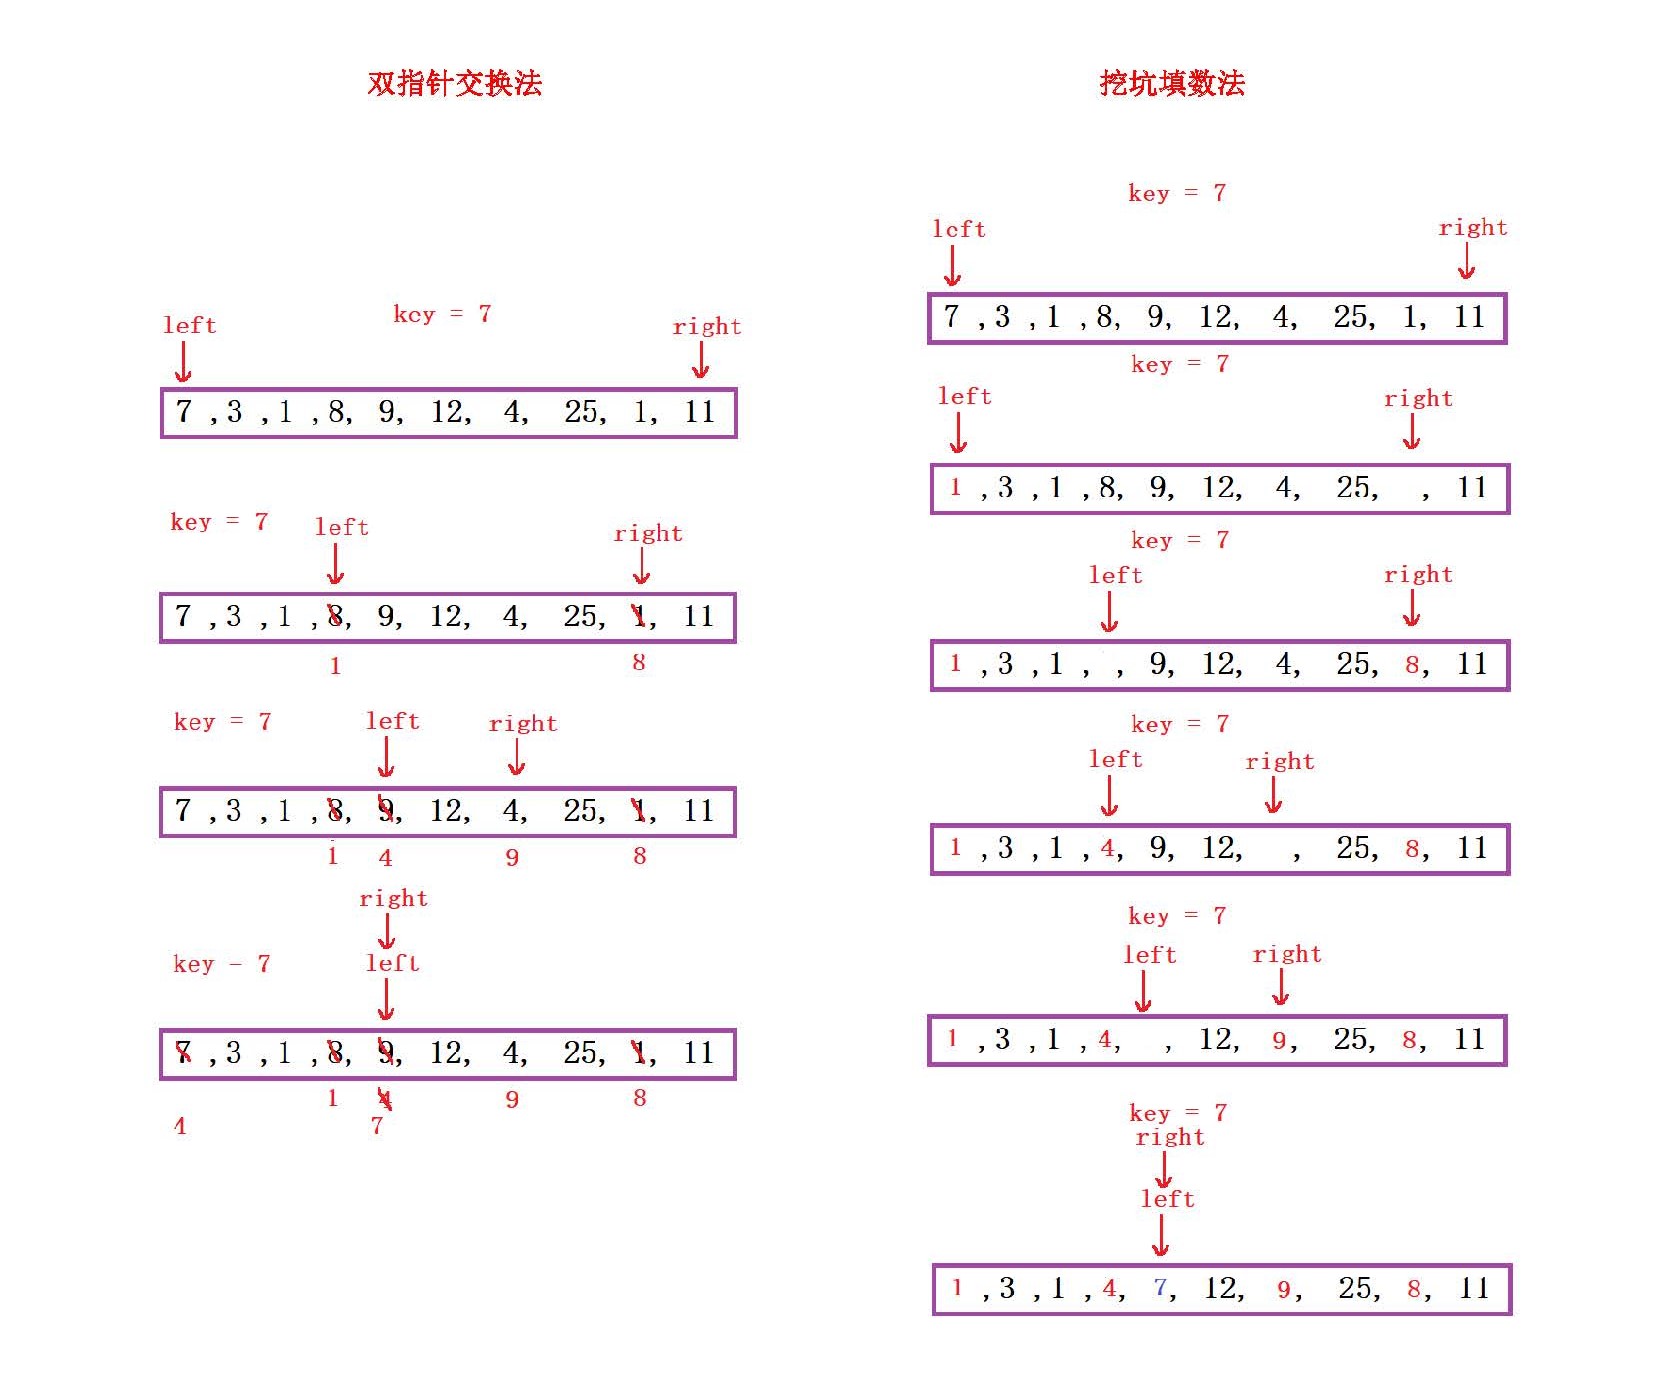 双指针交换法
key = 7
left
right
7 ,3 ,1 ,8, 9, 12, 4, 25, 1, 11
key = 7
left
right
7 ,3 ,1 ,8, 9, 12, 4, 25, 1, 11
1 8
key = 7
left
right
7 ,3 ,1 ,8, 9, 12, 4, 25, 1, 11
1 4 9 8
right
key - 7
left
7 ,3 ,1 ,8, 9, 12, 4, 25, 1, 11
1 4 9 8
4 7
挖坑填数法
key = 7
left
right
7 ,3 ,1 ,8, 9, 12, 4, 25, 1, 11
key = 7
left
right
1 ,3 ,1 ,8, 9, 12, 4, 25, , 11
key = 7
left
right
1 ,3 ,1 , , 9, 12, 4, 25, 8, 11
key = 7
left
right
1 ,3 ,1 ,4, 9, 12, , 25, 8, 11
key = 7
left
right
1 ,3 ,1 ,4, , 12, 9, 25, 8, 11
key = 7
right
left
1 ,3 ,1 ,4, 7, 12, 9, 25, 8, 11